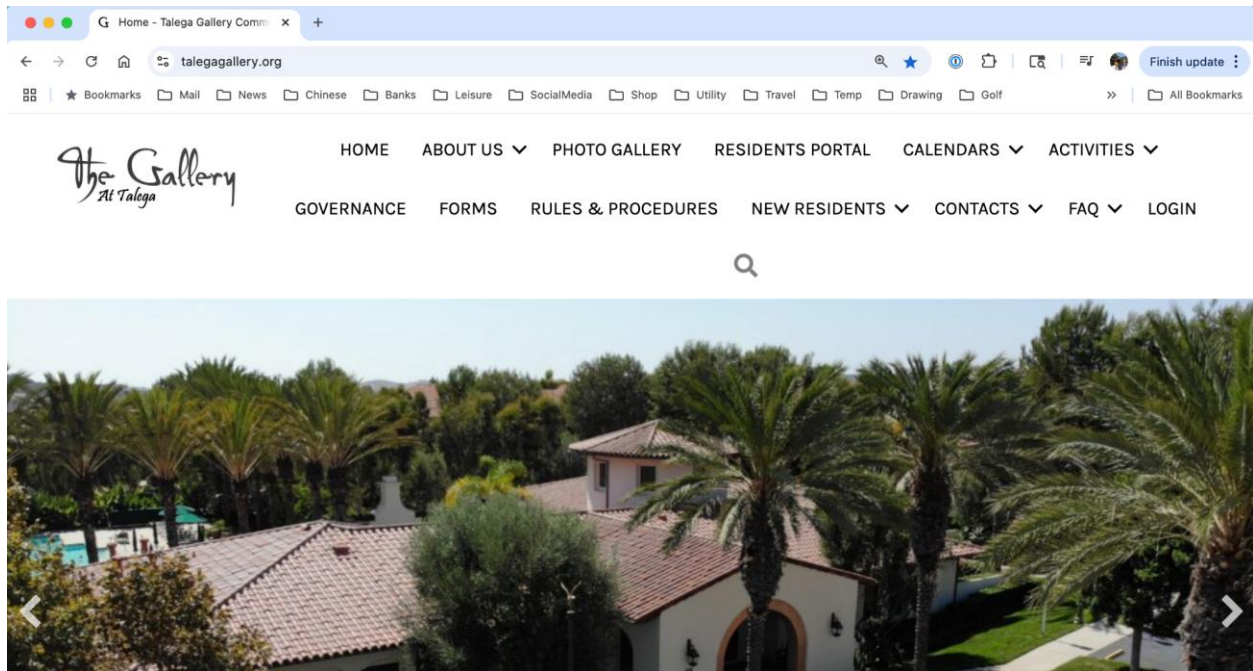 Home - Talega Gallery Comm
talegagallery.org
Finish update
Bookmarks Mail News Chinese Banks Leisure SocialMedia Shop Utility Travel Temp Drawing Golf All Bookmarks
The Gallery
At Talega
HOME ABOUT US PHOTO GALLERY RESIDENTS PORTAL CALENDARS ACTIVITIES
GOVERNANCE FORMS RULES & PROCEDURES NEW RESIDENTS CONTACTS FAQ LOGIN